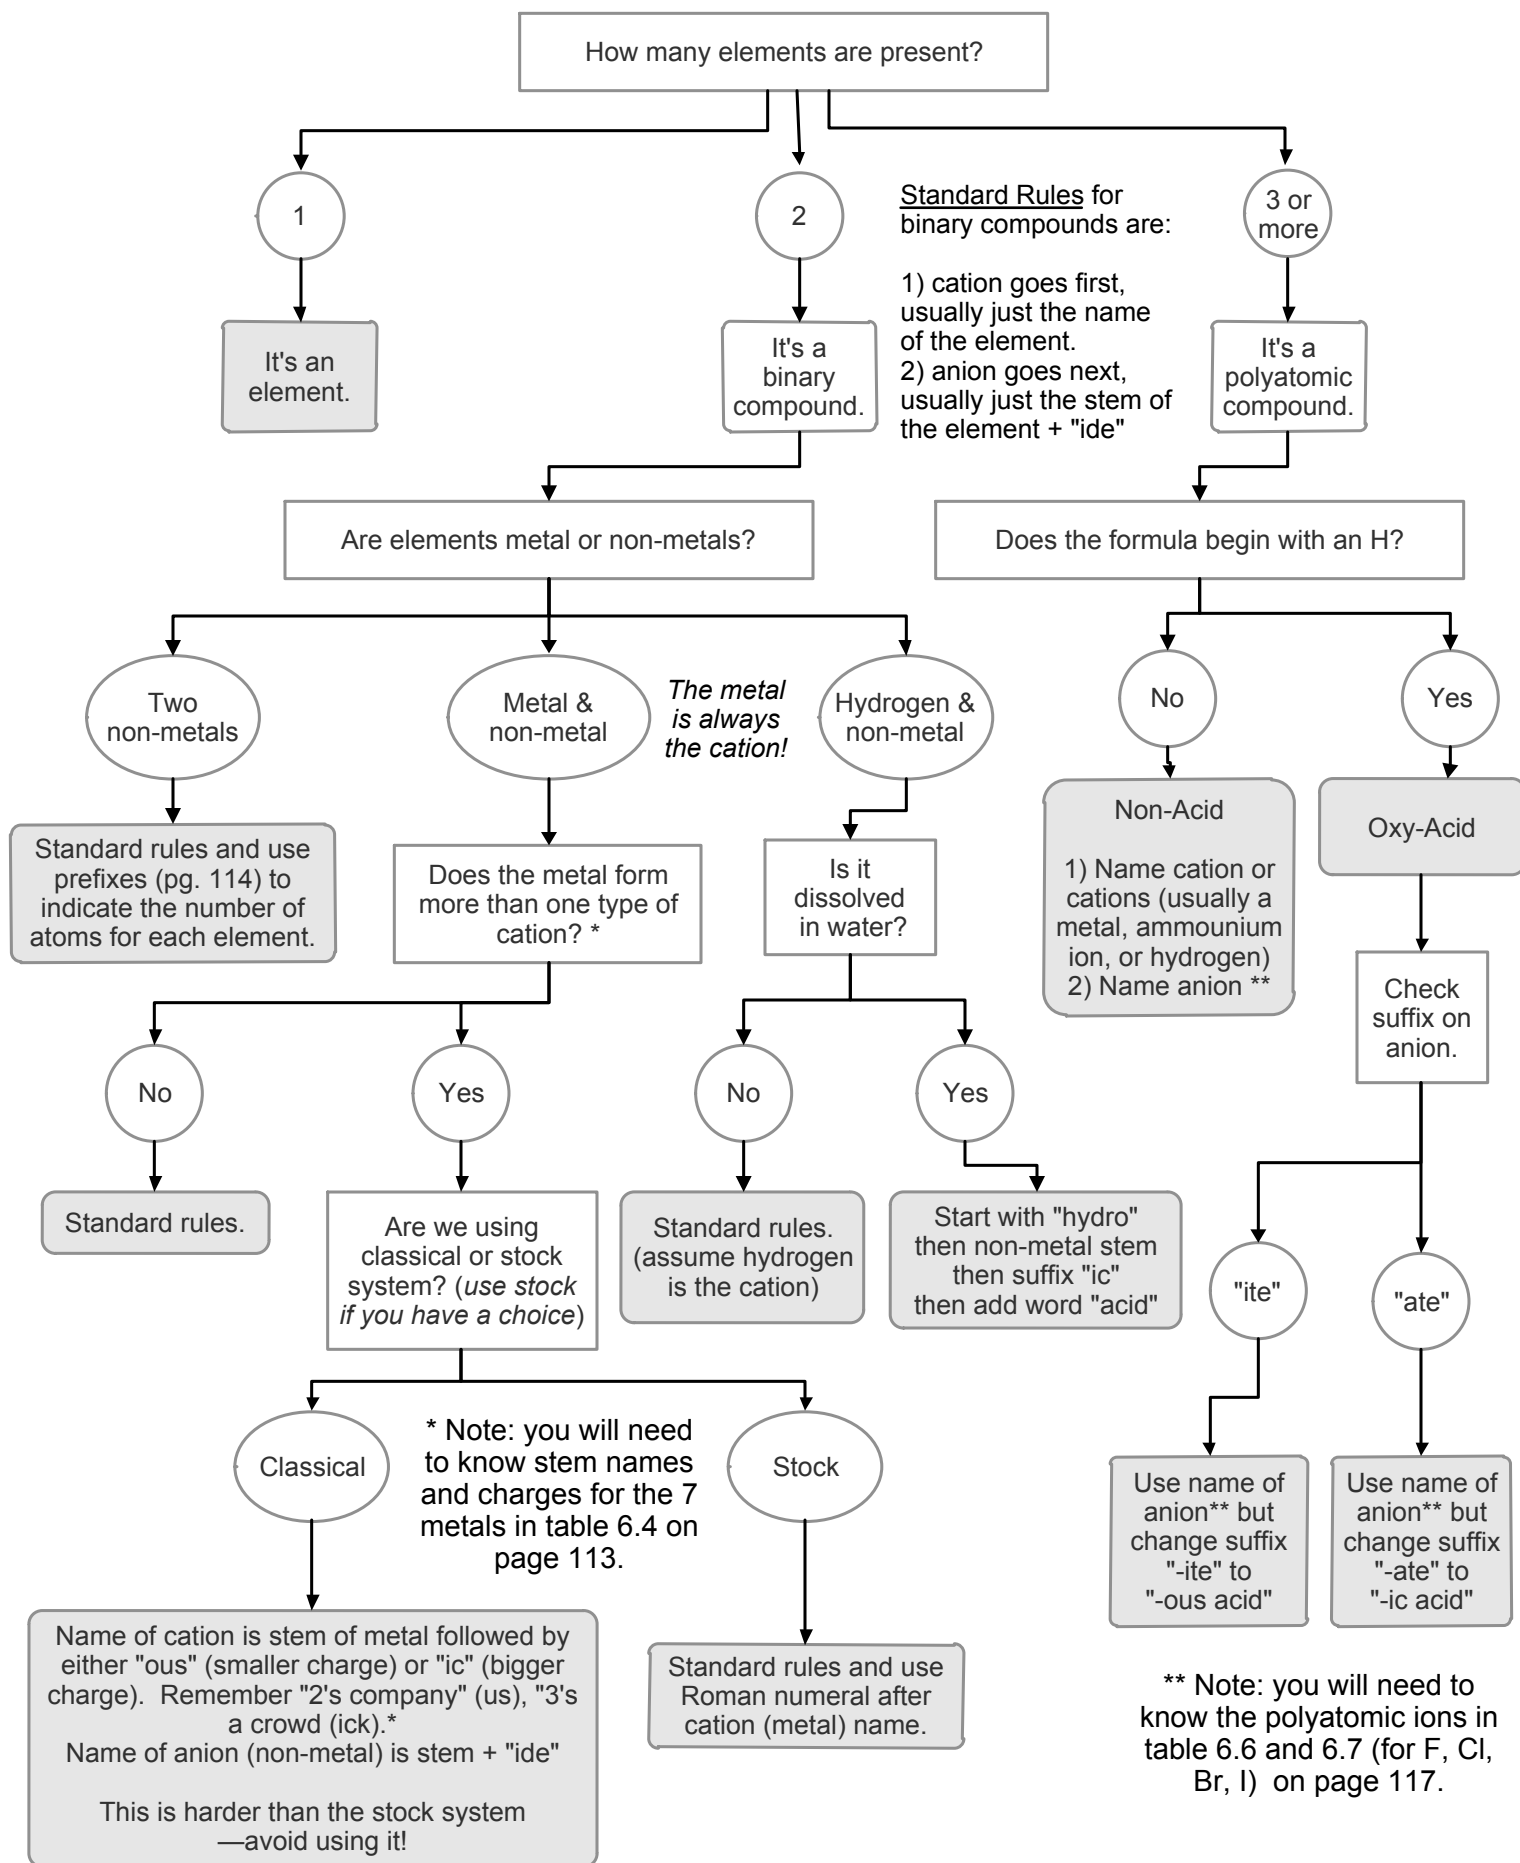 How many elements are present?
1
2
3 or
more
Standard Rules for
binary compounds are:
1) cation goes first,
usually just the name
of the element.
2) anion goes next,
usually just the stem of
the element + "ide"
It's an
element.
It's a
binary
compound.
It's a
polyatomic
compound.
Are elements metal or non-metals?
Does the formula begin with an H?
Two
non-metals
Metal &
non-metal
The metal
is always
the cation!
Hydrogen &
non-metal
No
Yes
Standard rules and use
prefixes (pg. 114) to
indicate the number of
atoms for each element.
Does the metal form
more than one type of
cation? *
Is it
dissolved
in water?
Non-Acid
1) Name cation or
cations (usually a
metal, ammounium
ion, or hydrogen)
2) Name anion **
Oxy-Acid
Check
suffix on
anion.
No
Yes
No
Yes
Standard rules.
Are we using
classical or stock
system? (use stock
if you have a choice)
Standard rules.
(assume hydrogen
is the cation)
Start with "hydro"
then non-metal stem
then suffix "ic"
then add word "acid"
"ite"
"ate"
Classical
* Note: you will need
to know stem names
and charges for the 7
metals in table 6.4 on
page 113.
Stock
Use name of
anion** but
change suffix
"-ite" to
"-ous acid"
Use name of
anion** but
change suffix
"-ate" to
"-ic acid"
Name of cation is stem of metal followed by
either "ous" (smaller charge) or "ic" (bigger
charge). Remember "2's company" (us), "3's
a crowd (ick).*
Name of anion (non-metal) is stem + "ide"
This is harder than the stock system
—avoid using it!
Standard rules and use
Roman numeral after
cation (metal) name.
** Note: you will need to
know the polyatomic ions in
table 6.6 and 6.7 (for F, Cl,
Br, I) on page 117.